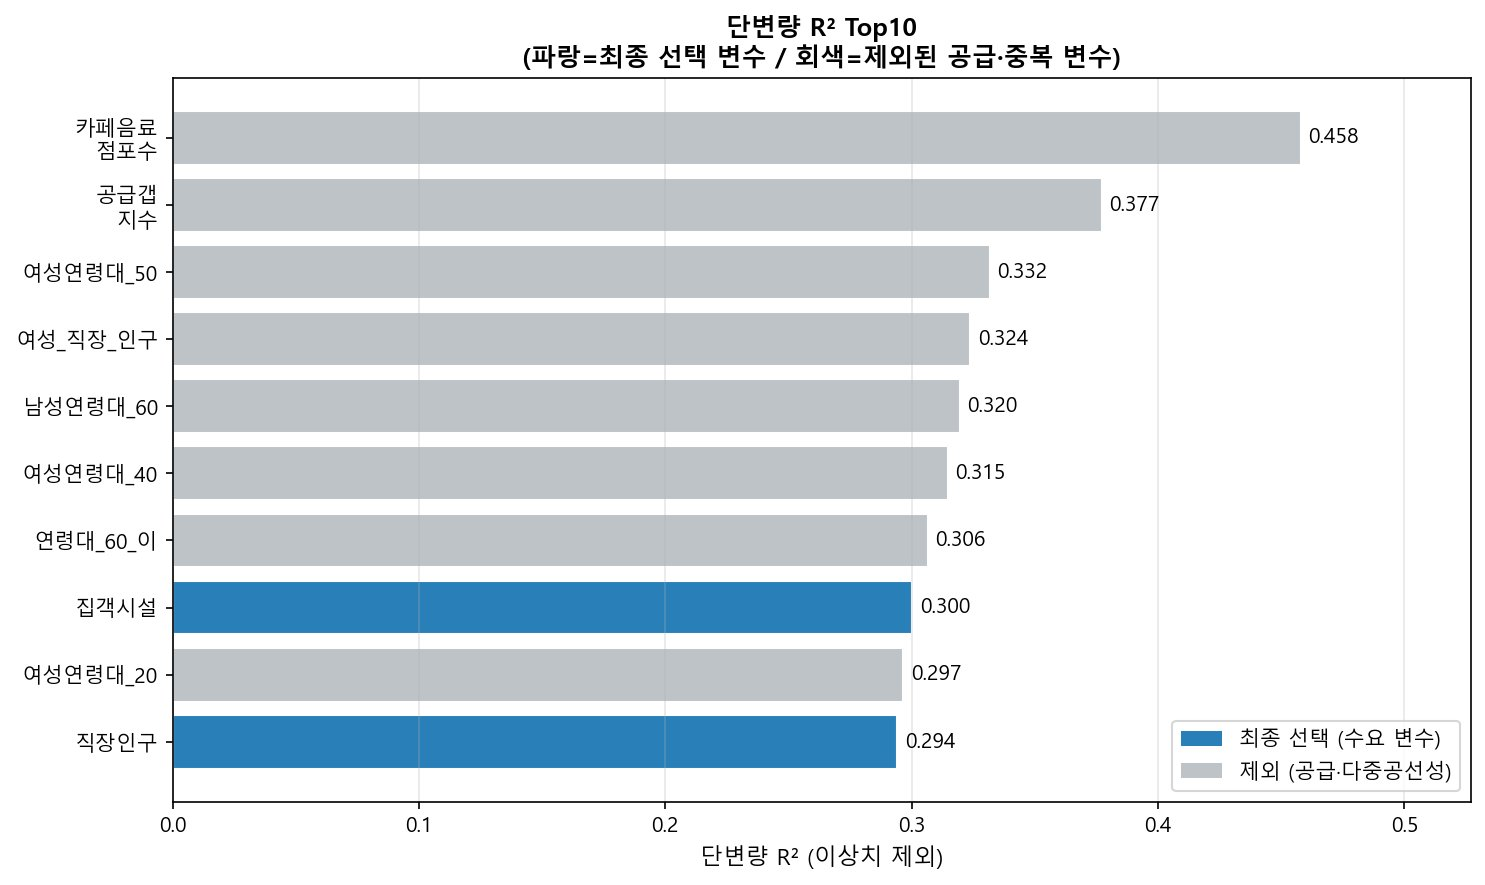 단변량 R² Top10
(파랑=최종 선택 변수 / 회색=제외된 공급·중복 변수)
카페음료
점포수
0.458
공급갭
지수
0.377
여성연령대_50
0.332
여성_직장_인구
0.324
남성연령대_60
0.320
여성연령대_40
0.315
연령대_60_이
0.306
집객시설
0.300
여성연령대_20
0.297
직장인구
0.294
최종 선택 (수요 변수)
제외 (공급·다중공선성)
0.0 0.1 0.2 0.3 0.4 0.5
단변량 R² (이상치 제외)